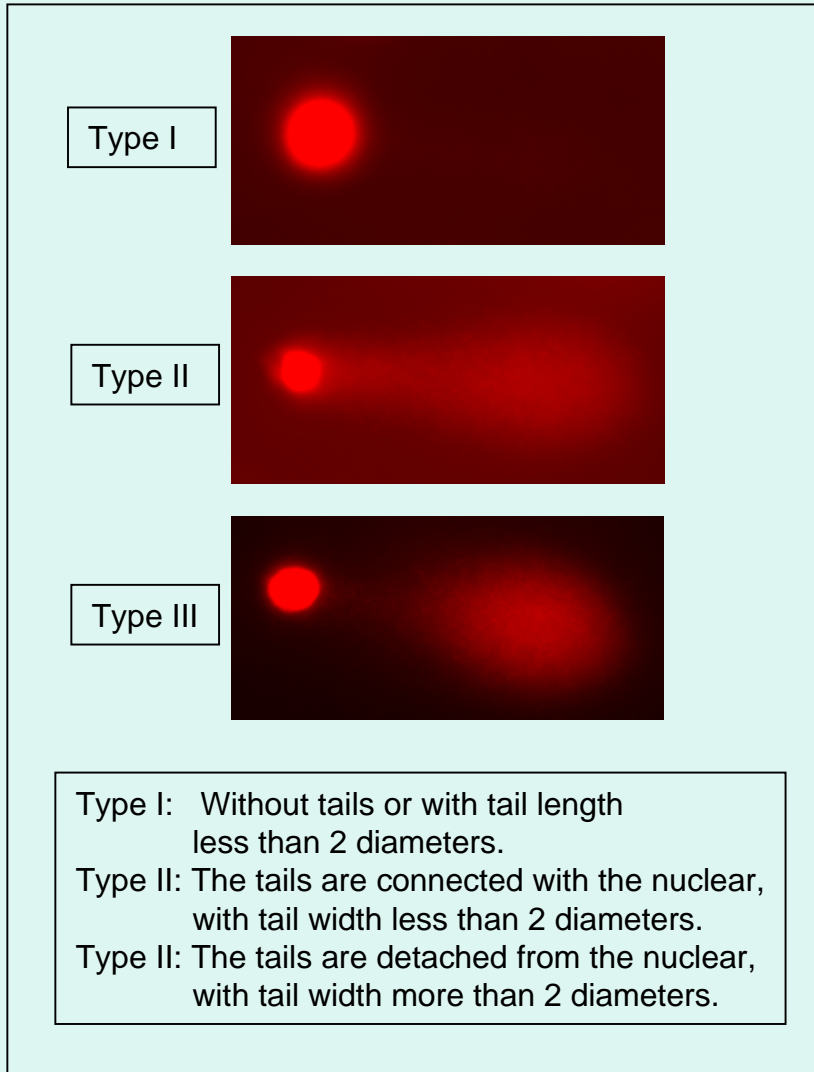 Type I
Type II
Type III
Type I: Without tails or with tail length
less than 2 diameters.
Type II: The tails are connected with the nuclear,
with tail width less than 2 diameters.
Type II: The tails are detached from the nuclear,
with tail width more than 2 diameters.